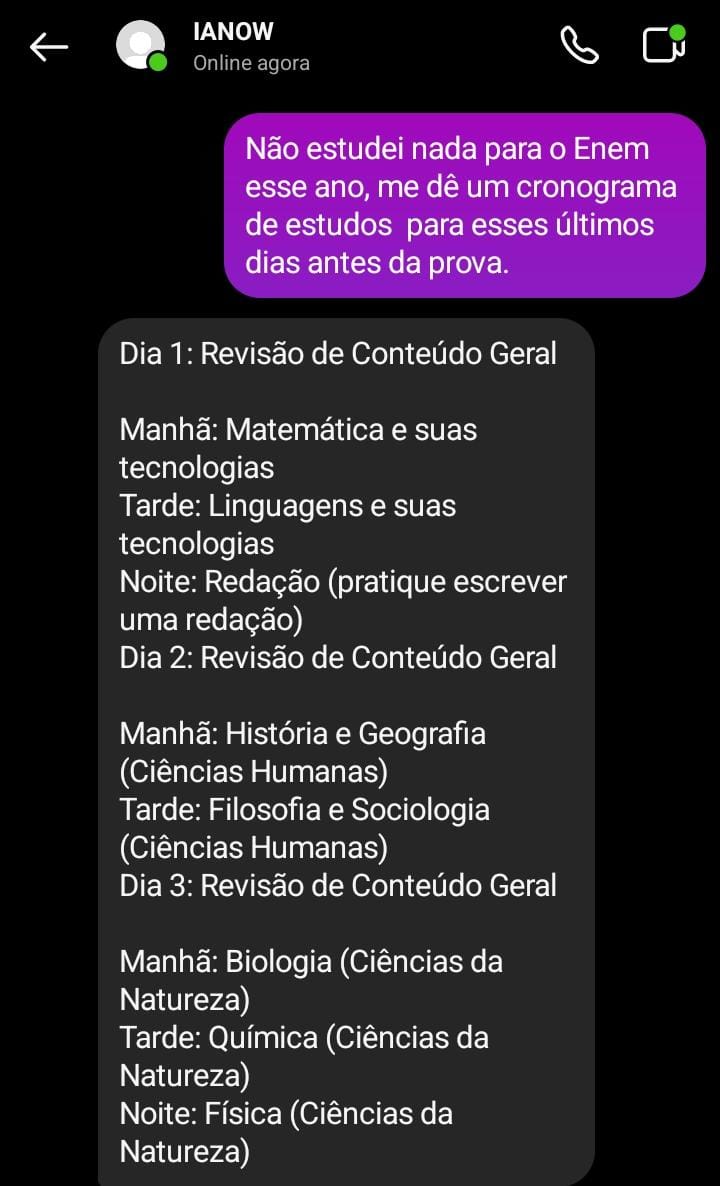 IANOW
Online agora
Não estudei nada para o Enem
esse ano, me dê um cronograma
de estudos para esses últimos
dias antes da prova.
Dia 1: Revisão de Conteúdo Geral
Manhã: Matemática e suas
tecnologias
Tarde: Linguagens e suas
tecnologias
Noite: Redação (pratique escrever
uma redação)
Dia 2: Revisão de Conteúdo Geral
Manhã: História e Geografia
(Ciências Humanas)
Tarde: Filosofia e Sociologia
(Ciências Humanas)
Dia 3: Revisão de Conteúdo Geral
Manhã: Biologia (Ciências da
Natureza)
Tarde: Química (Ciências da
Natureza)
Noite: Física (Ciências da
Natureza)